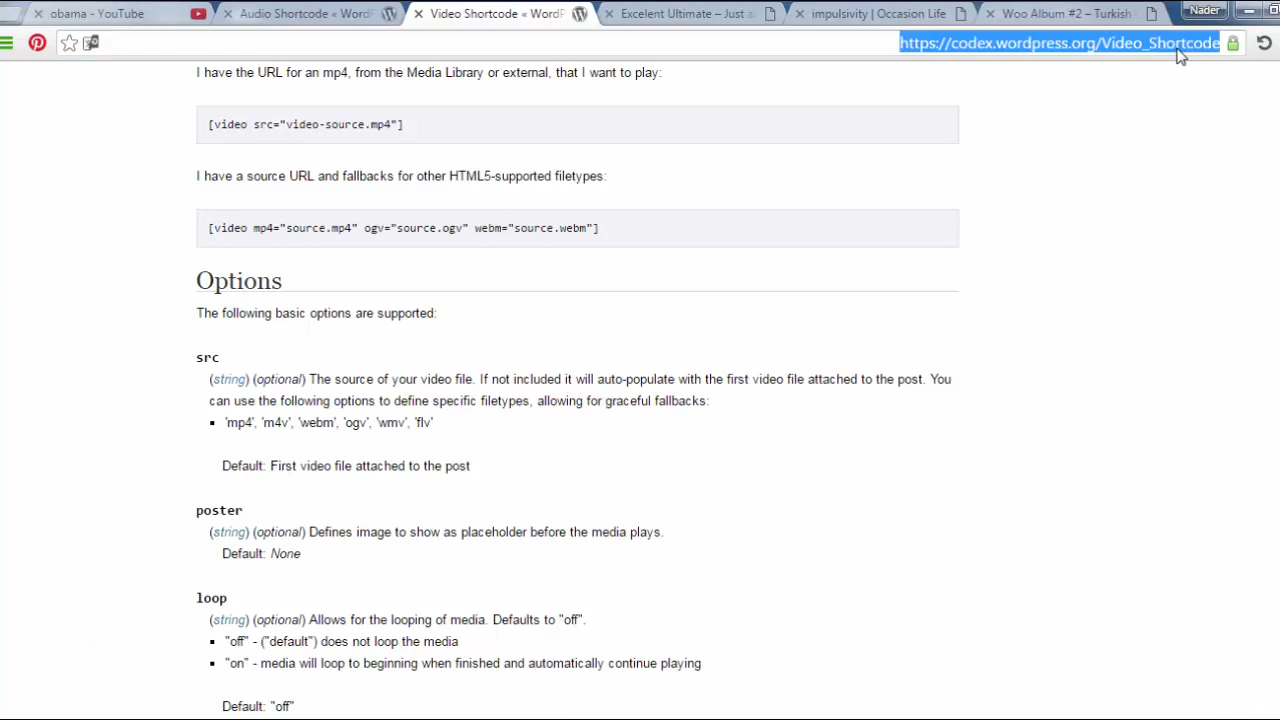 obama - YouTube
Audio Shortcode « WordP
Video Shortcode « WordP
Excelent Ultimate – Just a
impulsivity | Occasion Life
Woo Album #2 – Turkish
Nader
https://codex.wordpress.org/Video_Shortcode
I have the URL for an mp4, from the Media Library or external, that I want to play:
[video src="video-source.mp4"]
I have a source URL and fallbacks for other HTML5-supported filetypes:
[video mp4="source.mp4" ogv="source.ogv" webm="source.webm"]
Options
The following basic options are supported:
src
(string) (optional) The source of your video file. If not included it will auto-populate with the first video file attached to the post. You
can use the following options to define specific filetypes, allowing for graceful fallbacks:
▪ 'mp4', 'm4v', 'webm', 'ogv', 'wmv', 'flv'
Default: First video file attached to the post
poster
(string) (optional) Defines image to show as placeholder before the media plays.
Default: None
loop
(string) (optional) Allows for the looping of media. Defaults to "off".
▪ "off" - ("default") does not loop the media
▪ "on" - media will loop to beginning when finished and automatically continue playing
Default: "off"